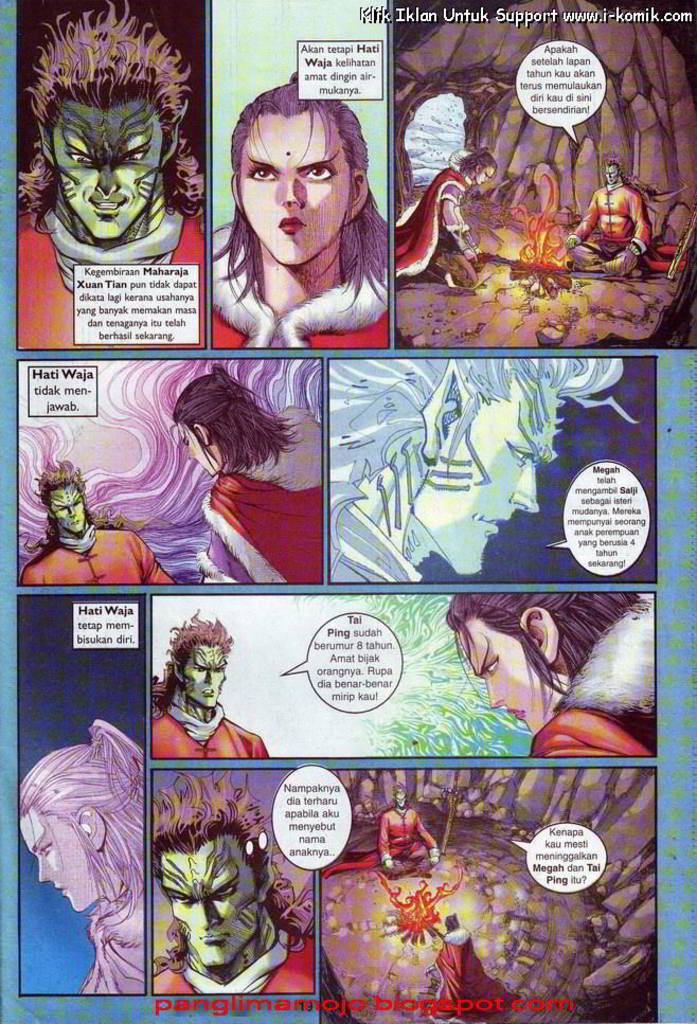 Klik Iklan Untuk Support www.i-komik.com
Kegembiraan Maharaja
Xuan Tian pun tidak dapat
dikata lagi kerana usahanya
yang banyak memakan masa
dan tenaganya itu telah
berhasil sekarang.
Akan tetapi Hati
Waja kelihatan
amat dingin air-
mukanya.
Apakah
setelah lapan
tahun kau akan
terus memulaukan
diri kau di sini
bersendirian!
Hati Waja
tidak men-
jawab.
Megah
telah
mengambil Salji
sebagai isteri
mudanya. Mereka
mempunyai seorang
anak perempuan
yang berusia 4
tahun
sekarang!
Hati Waja
tetap mem-
bisukan diri.
Tai
Ping sudah
berumur 8 tahun.
Amat bijak
orangnya. Rupa
dia benar-benar
mirip kau!
Nampaknya
dia terharu
apabila aku
menyebut
nama
anaknya..
Kenapa
kau mesti
meninggalkan
Megah dan Tai
Ping itu?
panglimamojo.blogspot.com